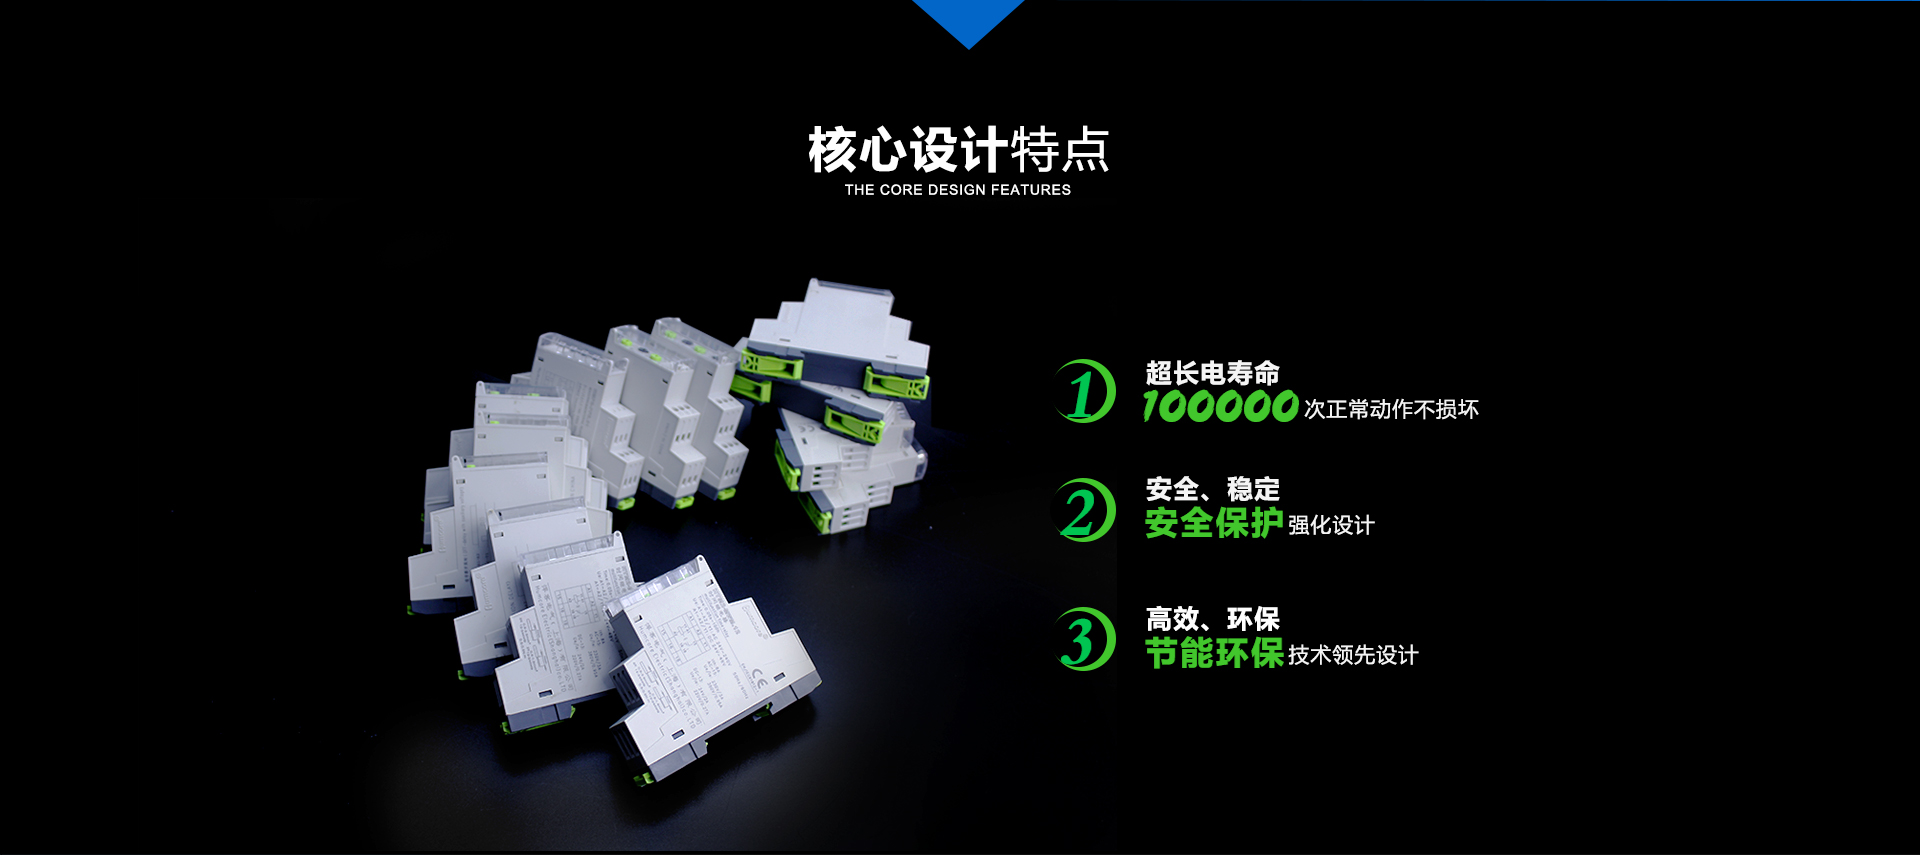 核心设计特点
THE CORE DESIGN FEATURES
1
超长电寿命
100000次正常动作不损坏
2
安全、稳定
安全保护强化设计
3
高效、环保
节能环保技术领先设计
CE